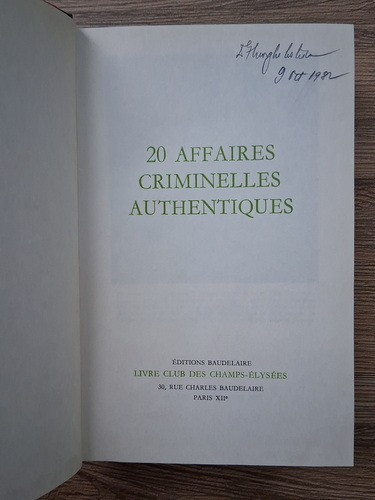 9 Oct 1982
20 AFFAIRES
CRIMINELLES
AUTHENTIQUES
ÉDITIONS BAUDELAIRE
LIVRE CLUB DES CHAMPS-ÉLYSÉES
30, RUE CHARLES BAUDELAIRE
PARIS XIIᵉ